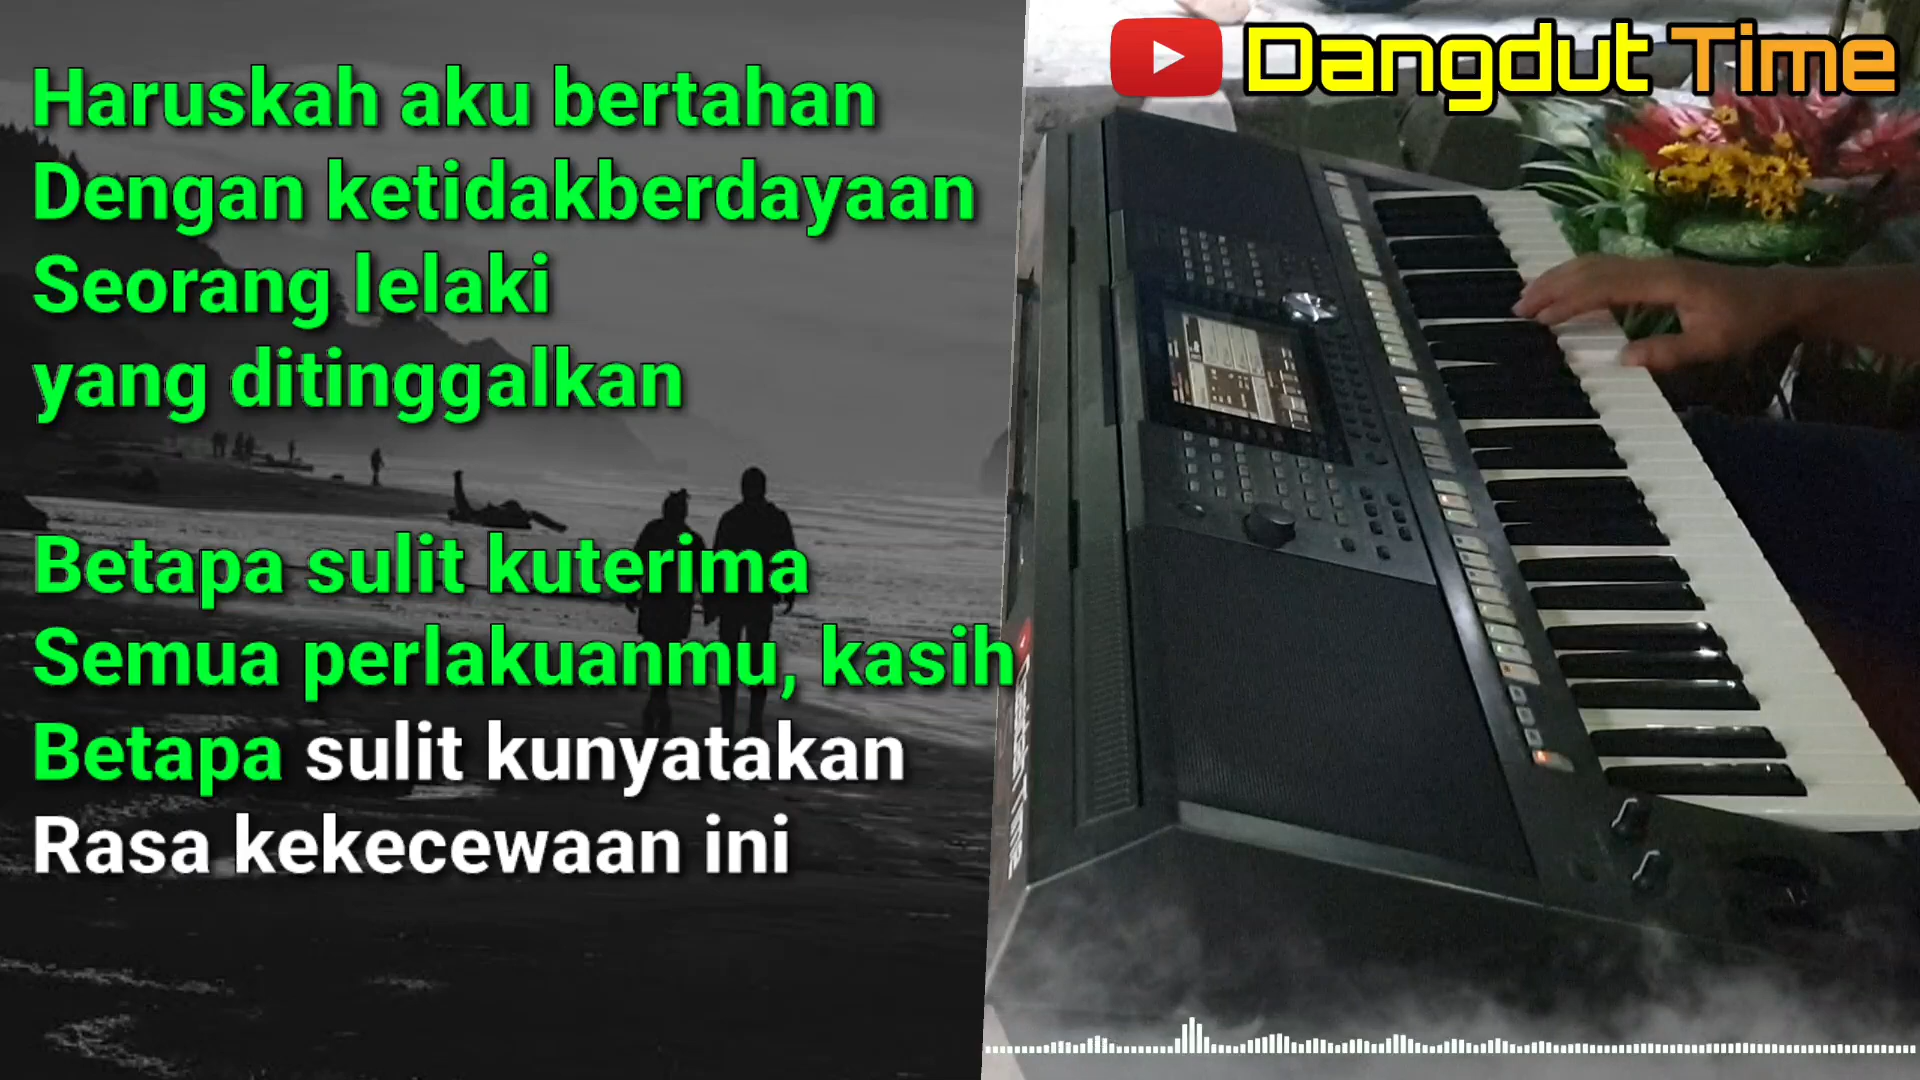 Haruskah aku bertahan
Dengan ketidakberdayaan
Seorang lelaki
yang ditinggalkan
Betapa sulit kuterima
Semua perlakuanmu, kasih
Betapa sulit kunyatakan
Rasa kekecewaan ini
Dangdut Time